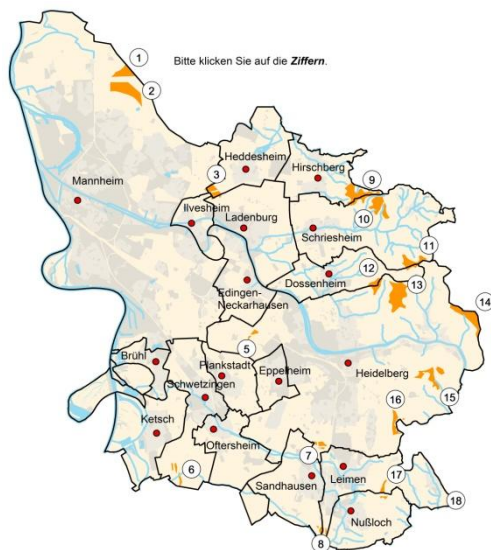 1
Bitte klicken Sie auf die Ziffern.
2
Heddesheim
3
Hirschberg
9
Mannheim
10
Ilvesheim
Ladenburg
Schriesheim
11
12
Dossenheim
13
Edingen-
Neckarhausen
14
5
Brühl
Plankstadt
Eppelheim
Heidelberg
Schwetzingen
15
16
Ketsch
Oftersheim
7
6
Leimen
17
Sandhausen
18
Nußloch
8